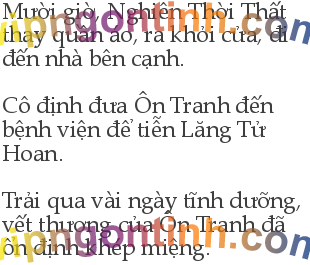 Mười giờ, Nghiên Thời Thất
thay quần áo, ra khỏi cửa, đi
đến nhà bên cạnh.
Cô định đưa Ôn Tranh đến
bệnh viện để tiễn Lăng Tử
Hoan.
Trải qua vài ngày tĩnh dưỡng,
vết thương của Ôn Tranh đã
ổn định khép miệng.